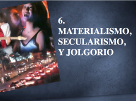 6.
MATERIALISMO,
SECULARISMO,
Y JOLGORIO